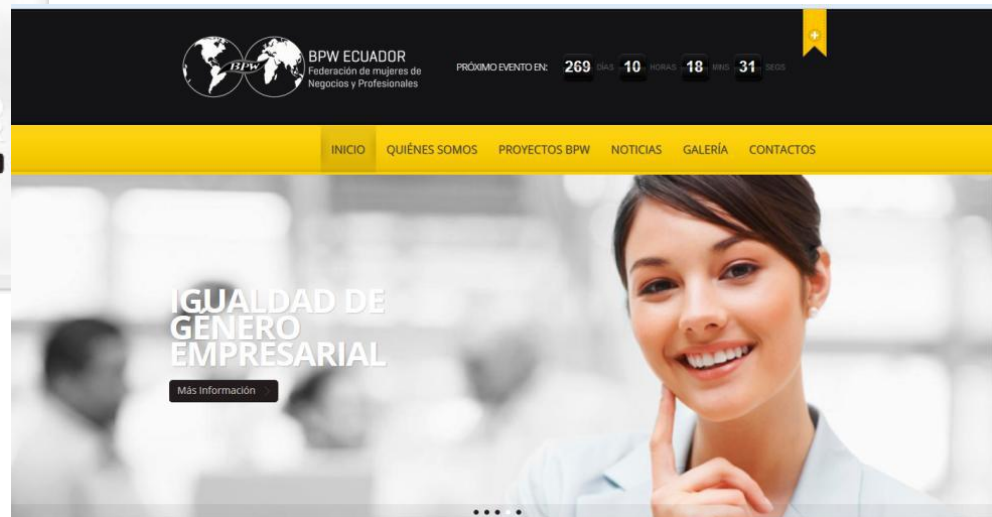 BPW
BPW ECUADOR
Federación de mujeres de
Negocios y Profesionales
PRÓXIMO EVENTO EN: 269 DÍAS 10 HORAS 18 MINS 31 SEGS
INICIO QUIÉNES SOMOS PROYECTOS BPW NOTICIAS GALERÍA CONTACTOS
IGUALDAD DE
GÉNERO
EMPRESARIAL
Más Información